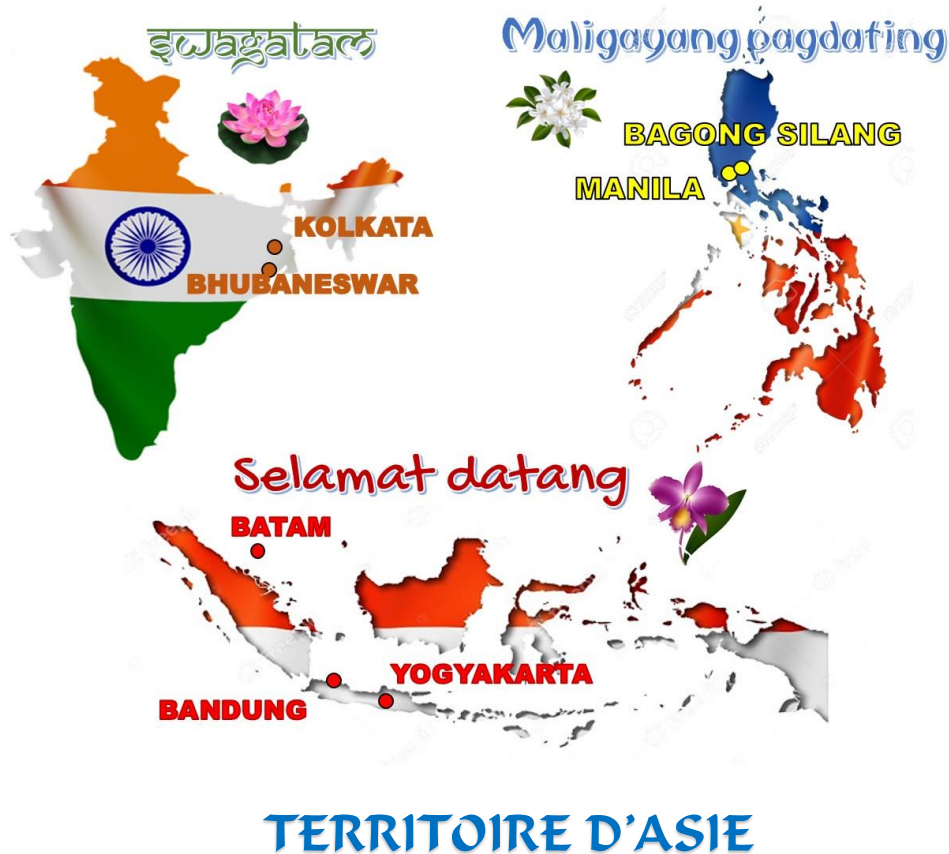 swagatam
Maligayang pagdating
BAGONG SILANG
MANILA
KOLKATA
BHUBANESWAR
Selamat datang
BATAM
YOGYAKARTA
BANDUNG
TERRITOIRE D'ASIE